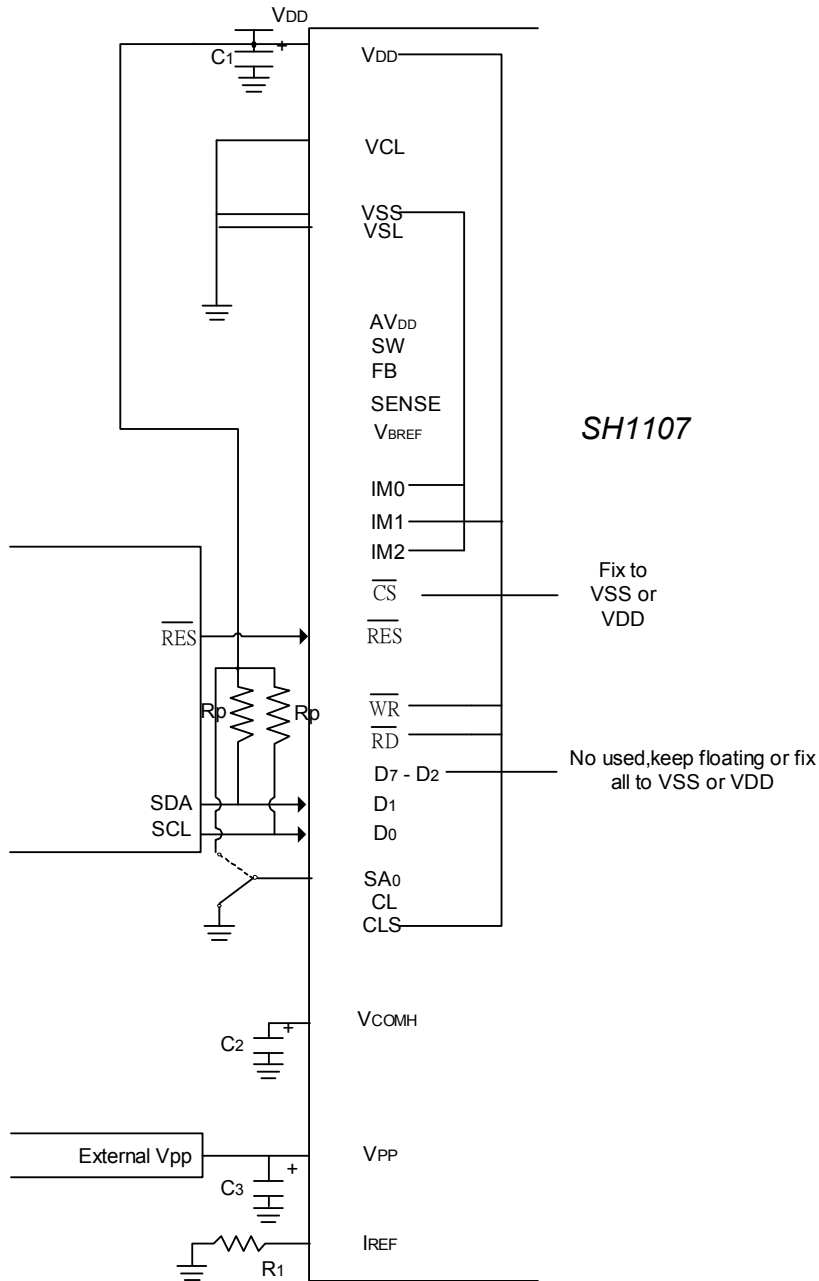 VDD
C1
+
VDD
VCL
VSS
VSL
AVDD
SW
FB
SENSE
VBREF
SH1107
IM0
IM1
IM2
CS
Fix to
VSS or
VDD
RES
RES
Rp
Rp
WR
RD
D7 - D2
No used,keep floating or fix
all to VSS or VDD
SDA
D1
SCL
D0
SA0
CL
CLS
VCOMH
+
C2
External Vpp
VPP
+
C3
IREF
R1